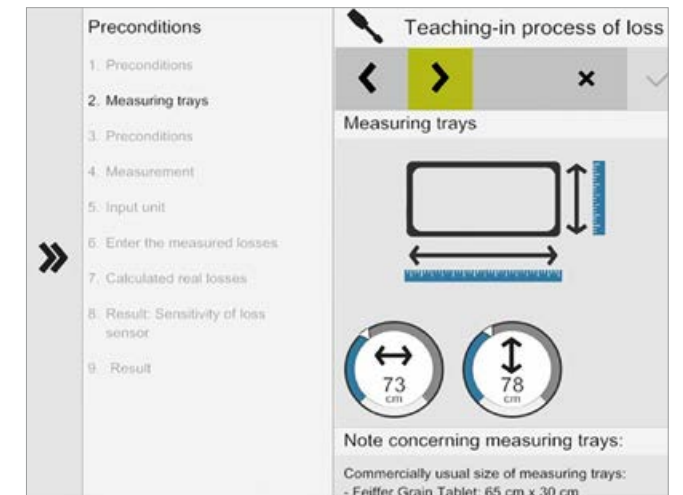 Preconditions
1. Preconditions
2. Measuring trays
3. Preconditions
4. Measurement
5. Input unit
6. Enter the measured losses
7. Calculated real losses
8. Result: Sensitivity of loss
sensor
9. Result
Teaching-in process of loss
Measuring trays
73
cm
78
cm
Note concerning measuring trays:
Commercially usual size of measuring trays:
- Feiffer Grain Tablet: 65 cm x 30 cm